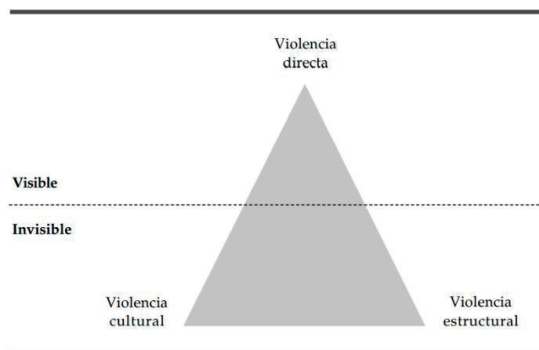 Violencia
directa
Visible
Invisible
Violencia
cultural
Violencia
estructural